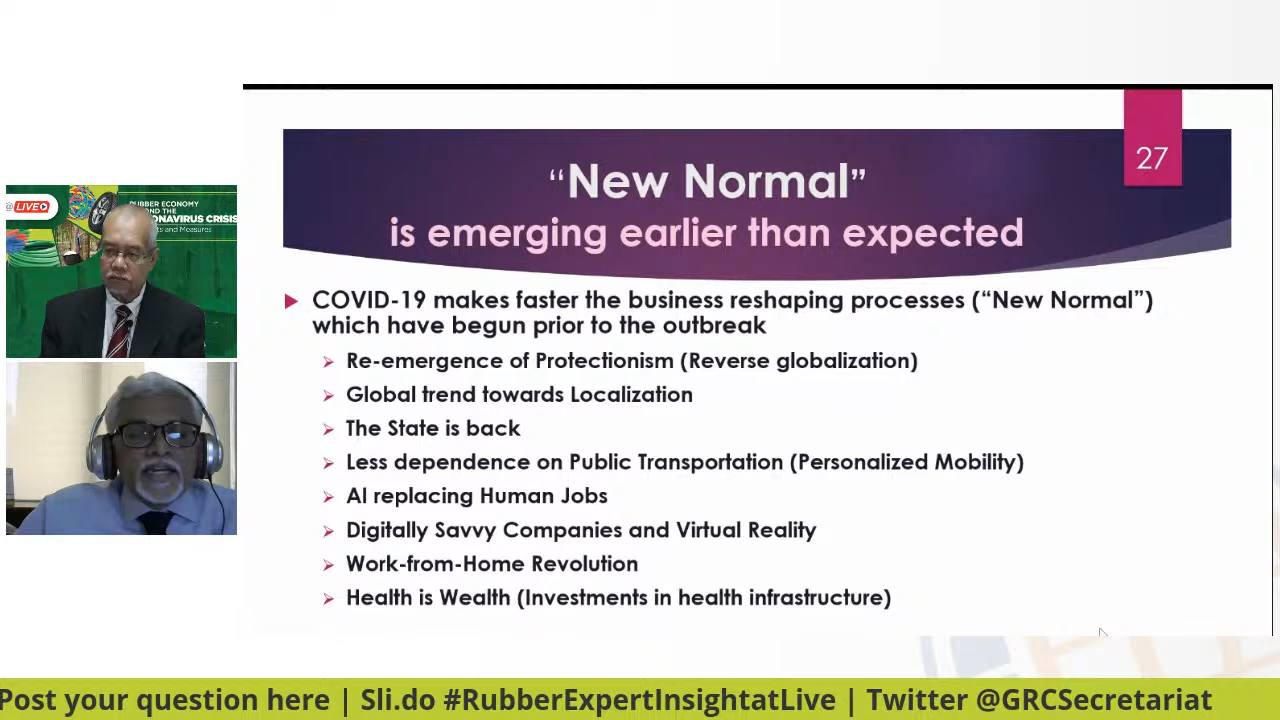 27
“New Normal”
is emerging earlier than expected
COVID-19 makes faster the business reshaping processes (“New Normal”)
which have begun prior to the outbreak
Re-emergence of Protectionism (Reverse globalization)
Global trend towards Localization
The State is back
Less dependence on Public Transportation (Personalized Mobility)
AI replacing Human Jobs
Digitally Savvy Companies and Virtual Reality
Work-from-Home Revolution
Health is Wealth (Investments in health infrastructure)
@ LIVE
RUBBER ECONOMY
THE
CRISIS
and Measures
Post your question here | Sli.do #RubberExpertInsightatLive | Twitter @GRCSecretariat